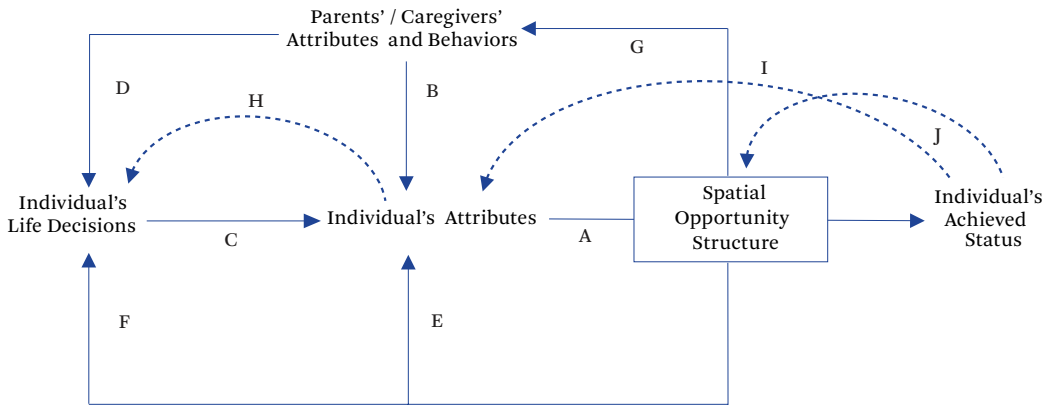 Parents’ / Caregivers’
Attributes and Behaviors
G
I
D
B
H
J
Individual’s
Life Decisions
C
Individual’s Attributes
A
Spatial
Opportunity
Structure
Individual’s
Achieved
Status
F
E